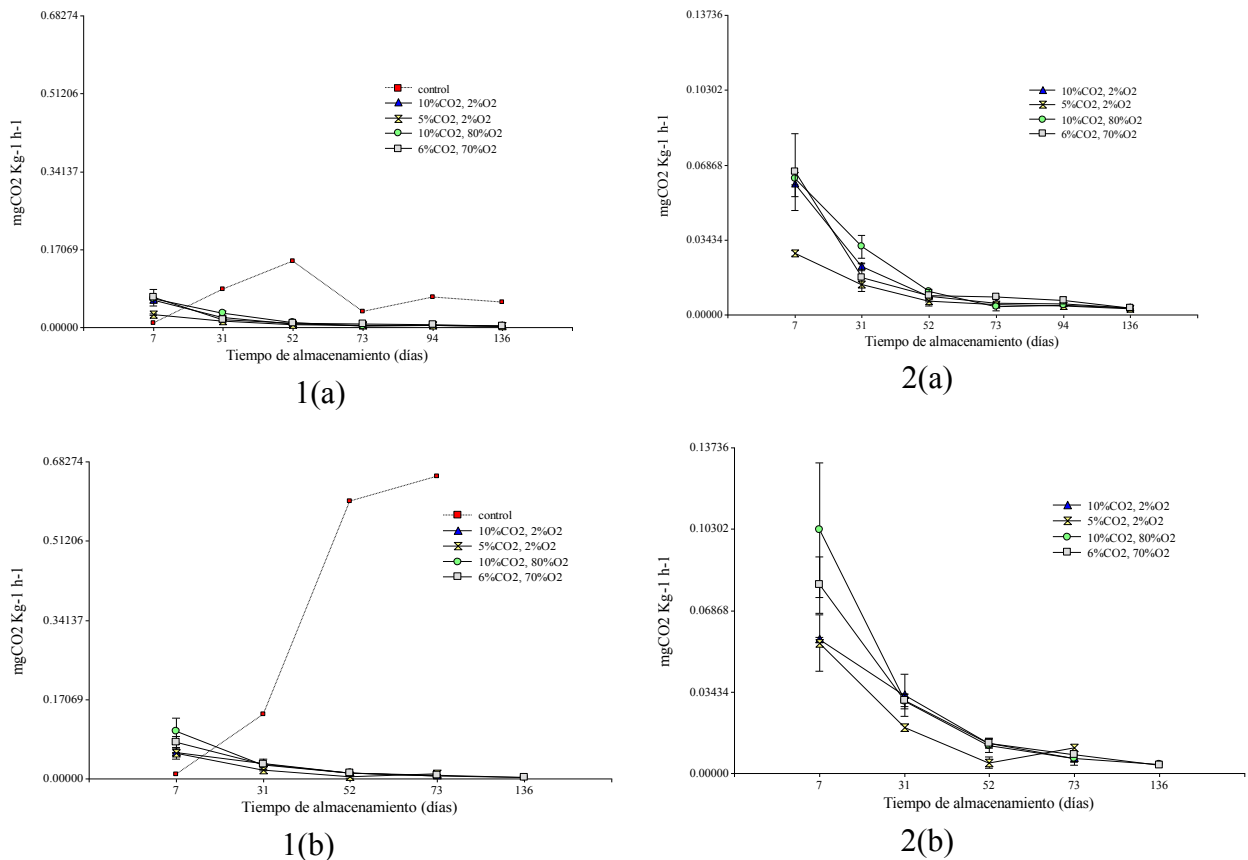 0.68274
0.51206
0.34137
0.17069
0.00000
mgCO2 Kg-1 h-1
control
10%CO2, 2%O2
5%CO2, 2%O2
10%CO2, 80%O2
6%CO2, 70%O2
7 31 52 73 94 136
Tiempo de almacenamiento (días)
1(a)
0.13736
0.10302
0.06868
0.03434
0.00000
mgCO2 Kg-1 h-1
10%CO2, 2%O2
5%CO2, 2%O2
10%CO2, 80%O2
6%CO2, 70%O2
7 31 52 73 94 136
Tiempo de almacenamiento (días)
2(a)
0.68274
0.51206
0.34137
0.17069
0.00000
mgCO2 Kg-1 h-1
control
10%CO2, 2%O2
5%CO2, 2%O2
10%CO2, 80%O2
6%CO2, 70%O2
7 31 52 73 136
Tiempo de almacenamiento (días)
1(b)
0.13736
0.10302
0.06868
0.03434
0.00000
mgCO2 Kg-1 h-1
10%CO2, 2%O2
5%CO2, 2%O2
10%CO2, 80%O2
6%CO2, 70%O2
7 31 52 73 136
Tiempo de almacenamiento (días)
2(b)